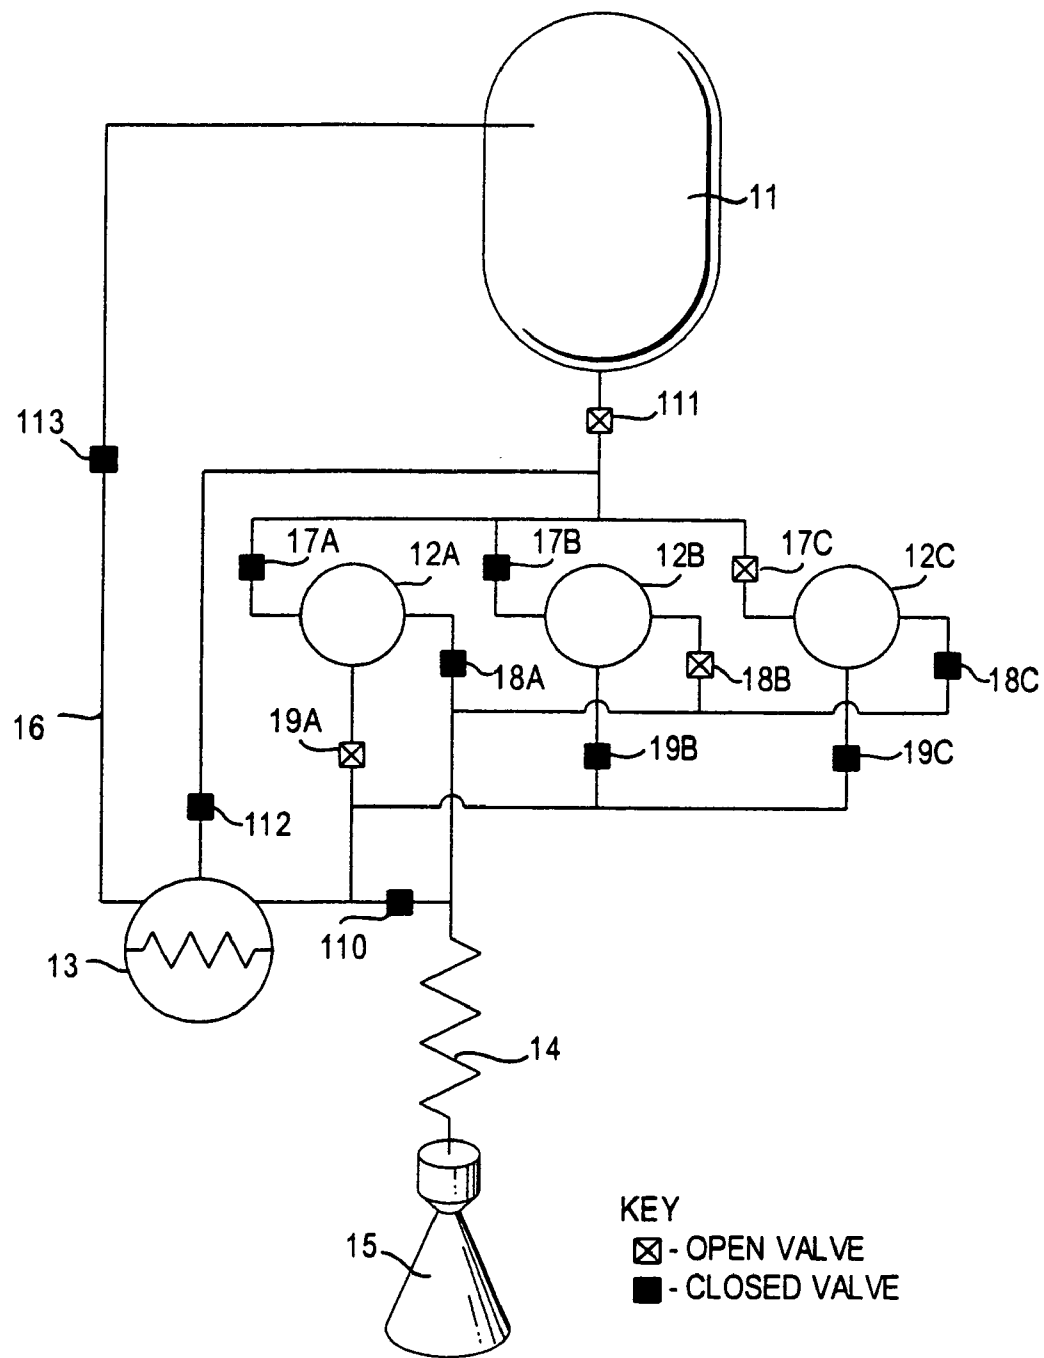 11
111
113
17A
12A
17B
12B
17C
12C
18A
18B
18C
16
19A
19B
19C
112
110
13
14
15
KEY
- OPEN VALVE
- CLOSED VALVE